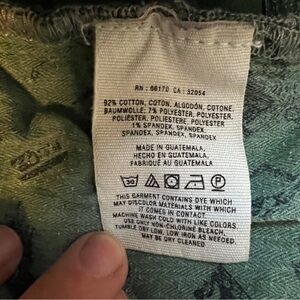 RN : 66170 CA : 32054
92% COTTON, COTON, ALGODÓN, COTONE,
BAUMWOLLE; 7% POLYESTER, POLYESTER,
POLIÉSTER, POLIESTERE, POLYESTER
1% SPANDEX, SPANDEX,
SPANDEX, SPANDEX, SPANDEX
MADE IN GUATEMALA,
HECHO EN GUATEMALA,
FABRIQUÉ AU GUATEMALA
30
THIS GARMENT CONTAINS DYE WHICH
MAY DISCOLOR MATERIALS WITH WHICH
IT COMES IN CONTACT.
MACHINE WASH COLD WITH LIKE COLORS
USE ONLY NON-CHLORINE BLEACH.
TUMBLE DRY LOW, LOW IRON AS NEEDED.
MAY BE DRY CLEANED